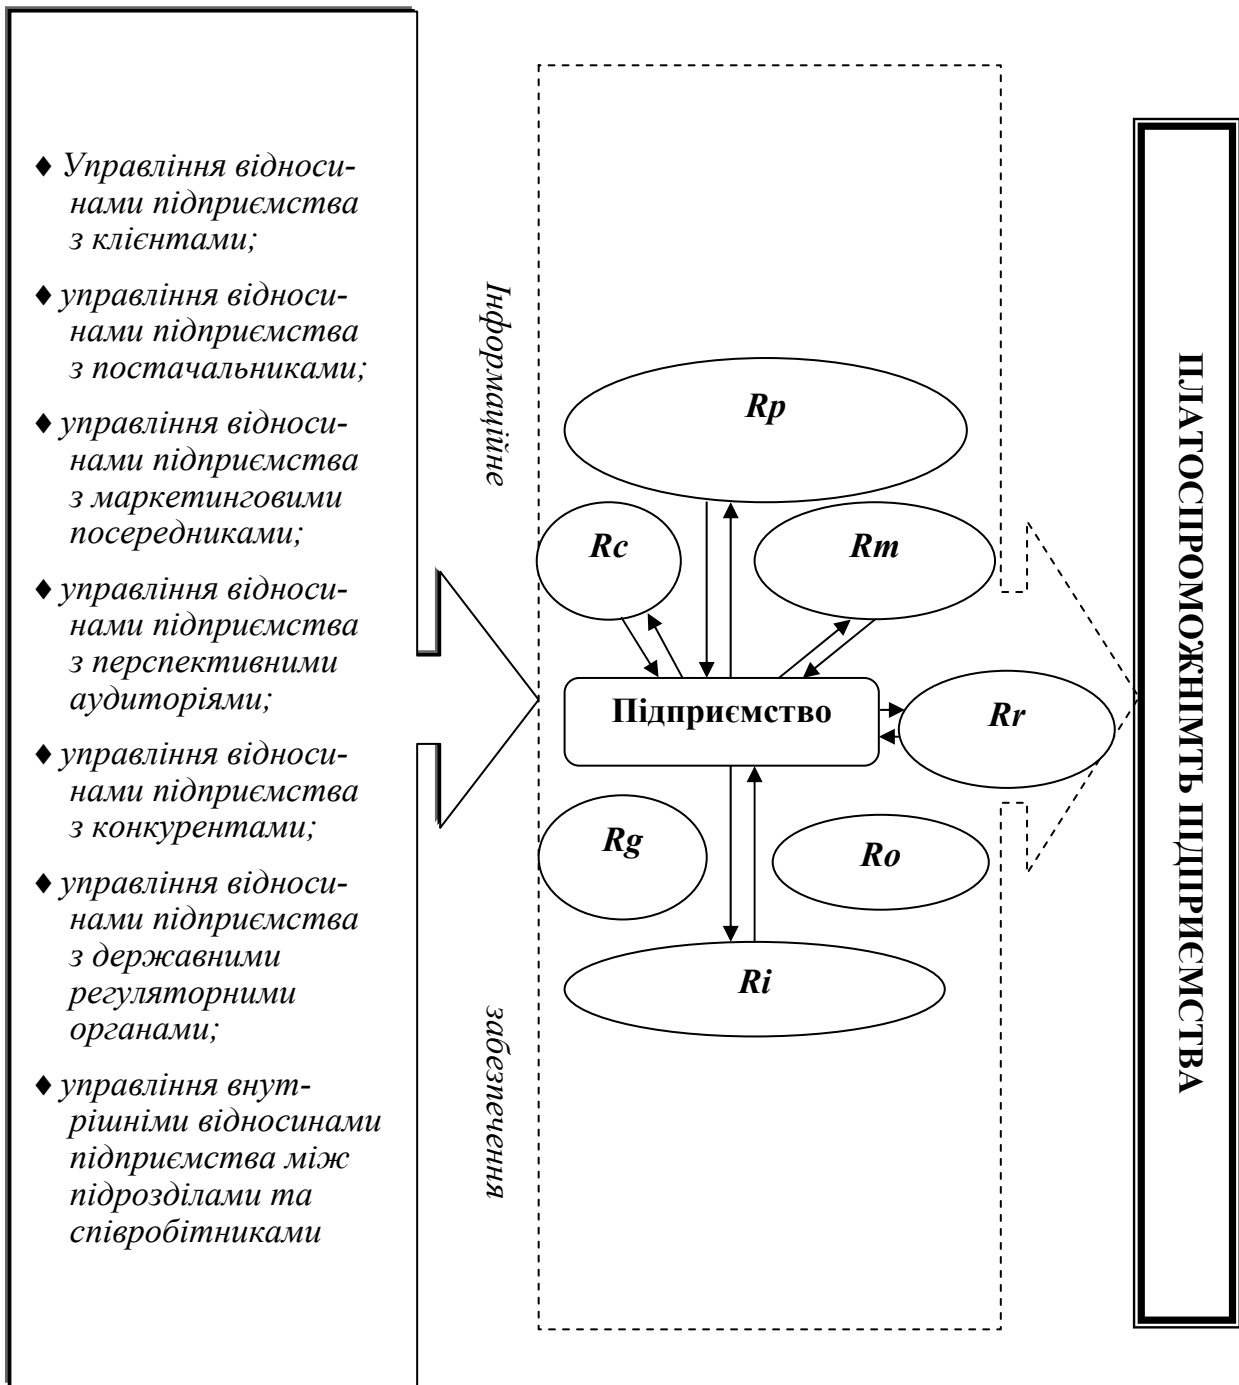 ♦ Управління відноси-
нами підприємства
з клієнтами;
♦ управління відноси-
нами підприємства
з постачальниками;
♦ управління відноси-
нами підприємства
з маркетинговими
посередниками;
♦ управління відноси-
нами підприємства
з перспективними
аудиторіями;
♦ управління відноси-
нами підприємства
з конкурентами;
♦ управління відноси-
нами підприємства
з державними
регуляторними
органами;
♦ управління внут-
рішніми відносинами
підприємства між
підрозділами та
співробітниками
Інформаційне
забезпечення
Rp
Rc
Rm
Підприємство
Rr
Rg
Ro
Ri
ПЛАТОСПРОМОЖНІМТЬ ПІДПРИЄМСТВА